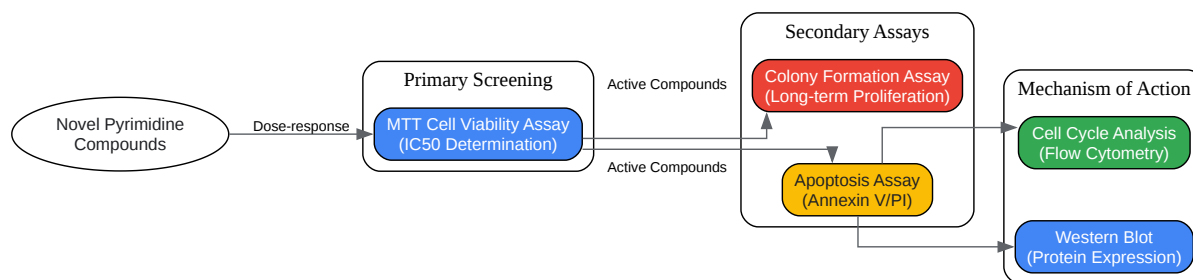 Novel Pyrimidine
Compounds
Dose-response
Primary Screening
MTT Cell Viability Assay
(IC50 Determination)
Active Compounds
Active Compounds
Secondary Assays
Colony Formation Assay
(Long-term Proliferation)
Apoptosis Assay
(Annexin V/PI)
Mechanism of Action
Cell Cycle Analysis
(Flow Cytometry)
Western Blot
(Protein Expression)